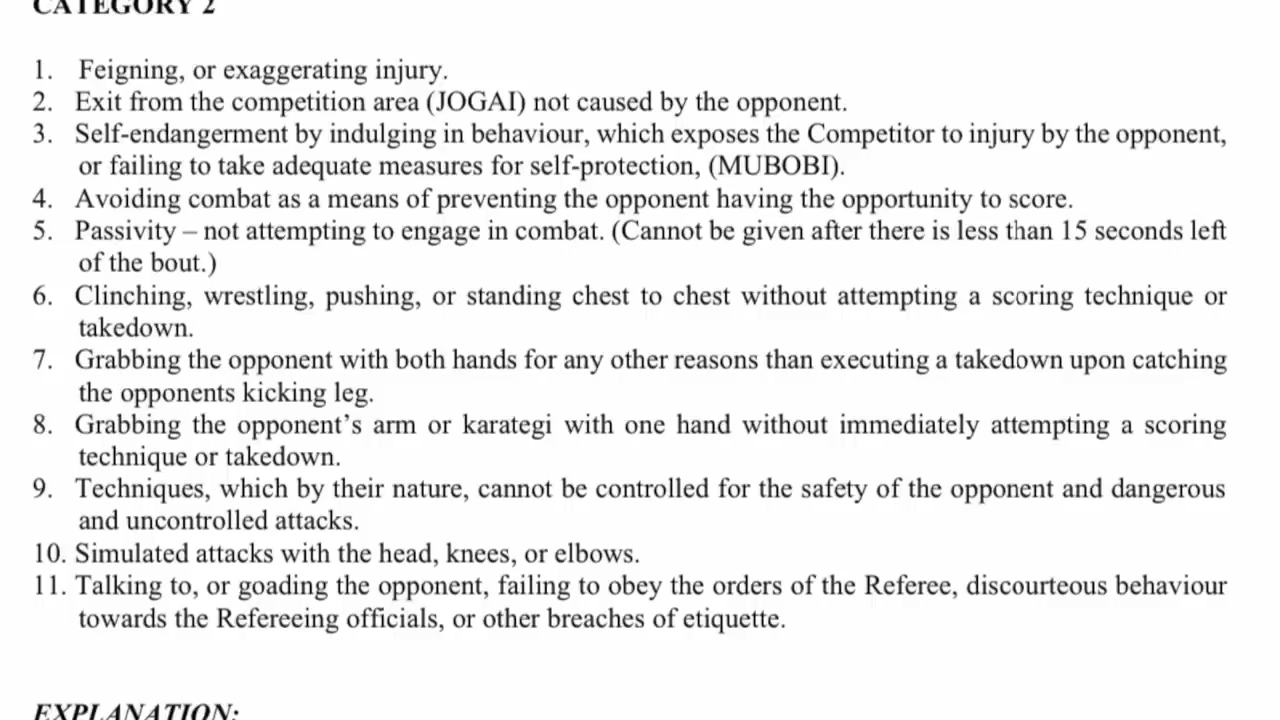 CATEGORY 2
1. Feigning, or exaggerating injury.
2. Exit from the competition area (JOGAI) not caused by the opponent.
3. Self-endangerment by indulging in behaviour, which exposes the Competitor to injury by the opponent,
or failing to take adequate measures for self-protection, (MUBOBI).
4. Avoiding combat as a means of preventing the opponent having the opportunity to score.
5. Passivity – not attempting to engage in combat. (Cannot be given after there is less than 15 seconds left
of the bout.)
6. Clinching, wrestling, pushing, or standing chest to chest without attempting a scoring technique or
takedown.
7. Grabbing the opponent with both hands for any other reasons than executing a takedown upon catching
the opponents kicking leg.
8. Grabbing the opponent’s arm or karategi with one hand without immediately attempting a scoring
technique or takedown.
9. Techniques, which by their nature, cannot be controlled for the safety of the opponent and dangerous
and uncontrolled attacks.
10. Simulated attacks with the head, knees, or elbows.
11. Talking to, or goading the opponent, failing to obey the orders of the Referee, discourteous behaviour
towards the Refereeing officials, or other breaches of etiquette.
EXPLANATION: